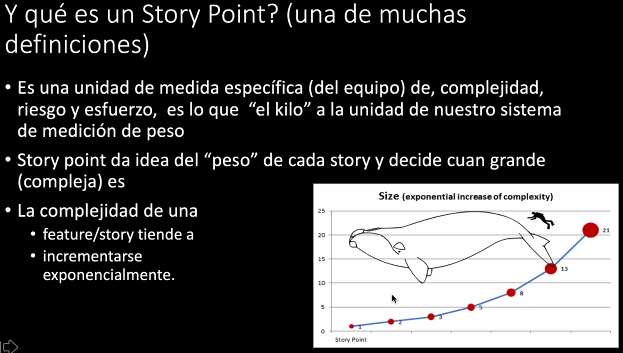 Y qué es un Story Point? (una de muchas
definiciones)
• Es una unidad de medida específica (del equipo) de, complejidad,
riesgo y esfuerzo, es lo que “el kilo” a la unidad de nuestro sistema
de medición de peso
• Story point da idea del “peso” de cada story y decide cuan grande
(compleja) es
• La complejidad de una
• feature/story tiende a
• incrementarse
exponencialmente.
Size (exponential increase of complexity)
25
20
15
10
5
0
1
2
3
5
8
13
21
Story Point